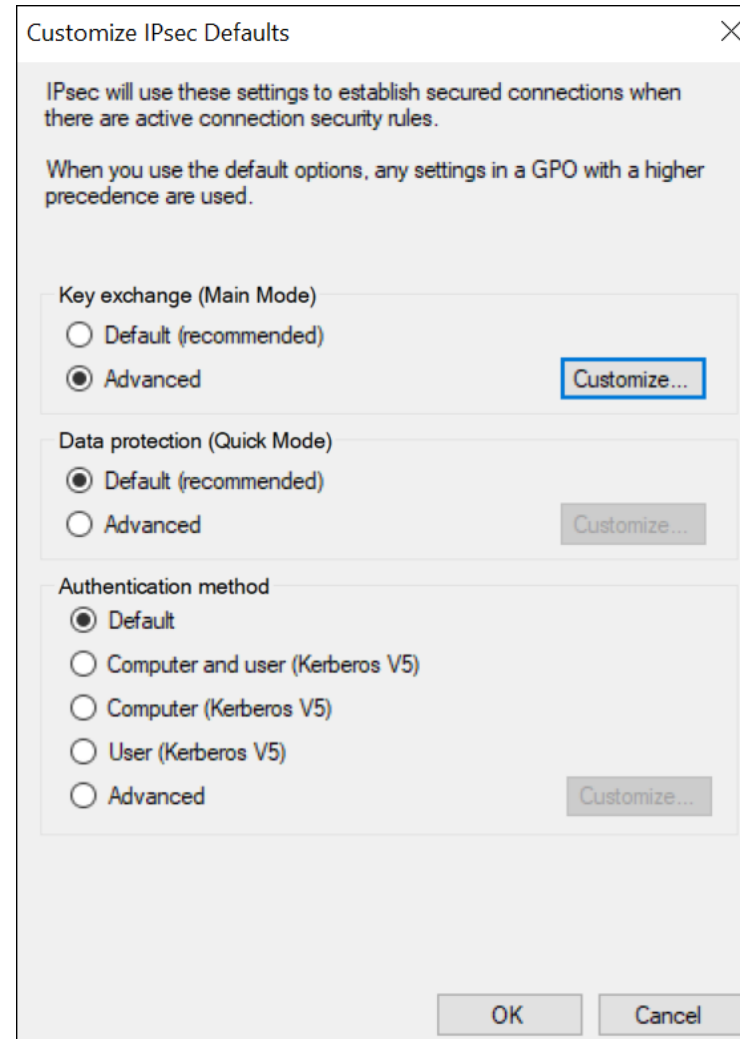 Customize IPsec Defaults
IPsec will use these settings to establish secured connections when
there are active connection security rules.
When you use the default options, any settings in a GPO with a higher
precedence are used.
Key exchange (Main Mode)
Default (recommended)
Advanced
Customize...
Data protection (Quick Mode)
Default (recommended)
Advanced
Customize...
Authentication method
Default
Computer and user (Kerberos V5)
Computer (Kerberos V5)
User (Kerberos V5)
Advanced
Customize...
OK
Cancel